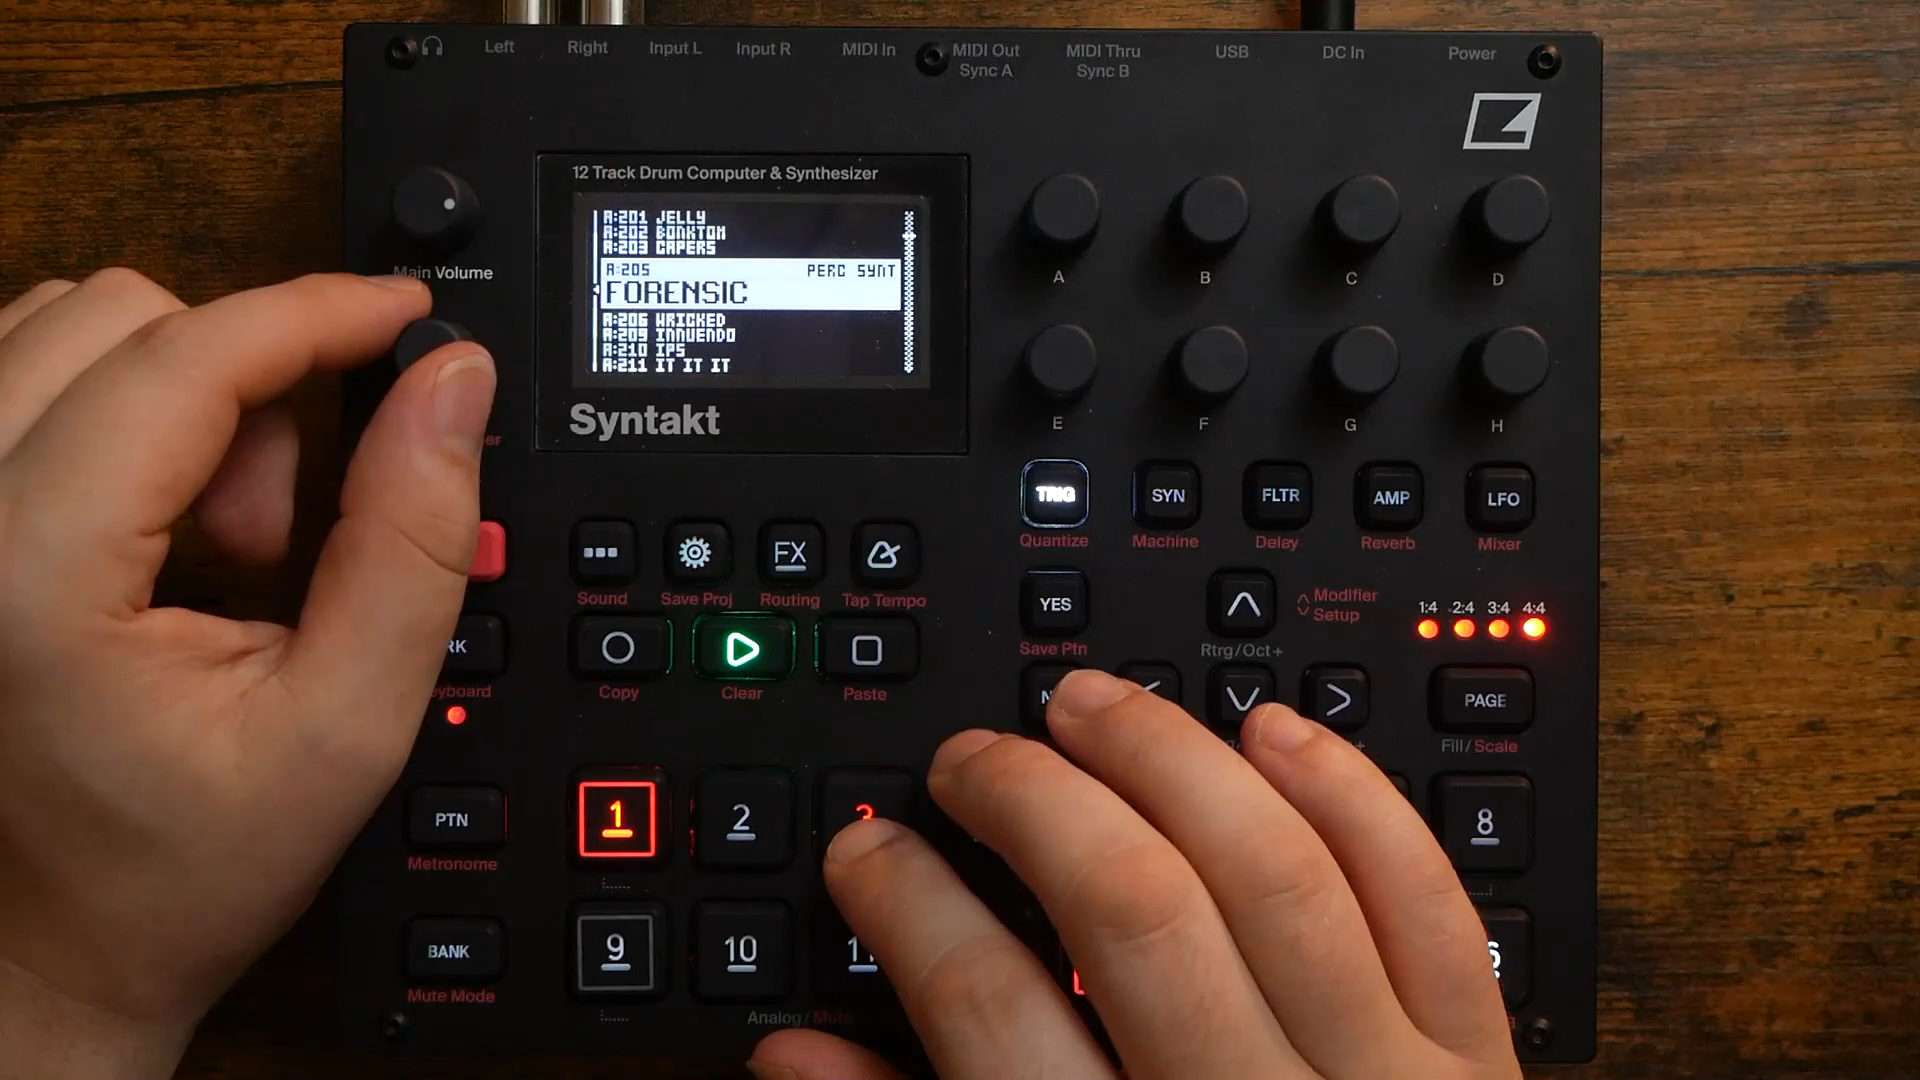 Left Right Input L Input R MIDI In MIDI Out MIDI Thru USB DC In Power
Sync A Sync B
12 Track Drum Computer & Synthesizer
A:201 JELLY
A:202 BONKTOM
A:203 CAPERS
A:205 PERC SYNT
FORENSIC
A:206 WRICKED
A:209 INNUENDO
A:210 IPS
A:211 IT IT IT
Syntakt
Main Volume
A B C D
E F G H
TRIG SYN FLTR AMP LFO
Quantize Machine Delay Reverb Mixer
FX
Sound Save Proj Routing Tap Tempo
YES
Save Ptn
Modifier
Setup
Rtrg/Oct+
1:4 2:4 3:4 4:4
Copy Clear Paste
PAGE
Fill/Scale
PTN
Metronome
1 2 3 8
BANK
Mute Mode
9 10
Analog/Mute